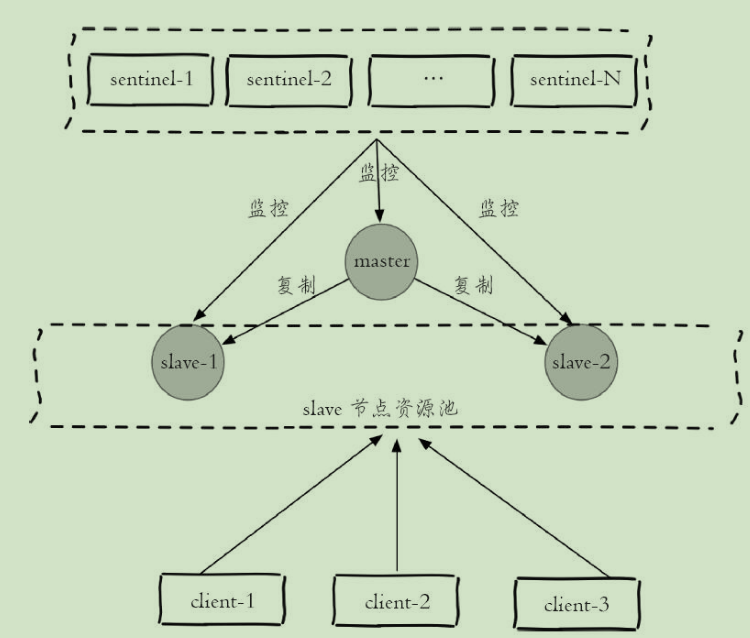 sentinel-1 sentinel-2 ... sentinel-N
监控
监控 监控
master
复制 复制
slave-1 slave-2
slave 节点资源池
client-1 client-2 client-3